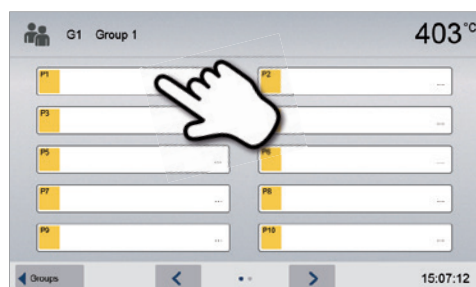 G1 Group 1 403°C
P1 P2 ...
P3 ...
P5 ... P6 ...
P7 ... P8 ...
P9 ... P10 ...
Groups 15:07:12